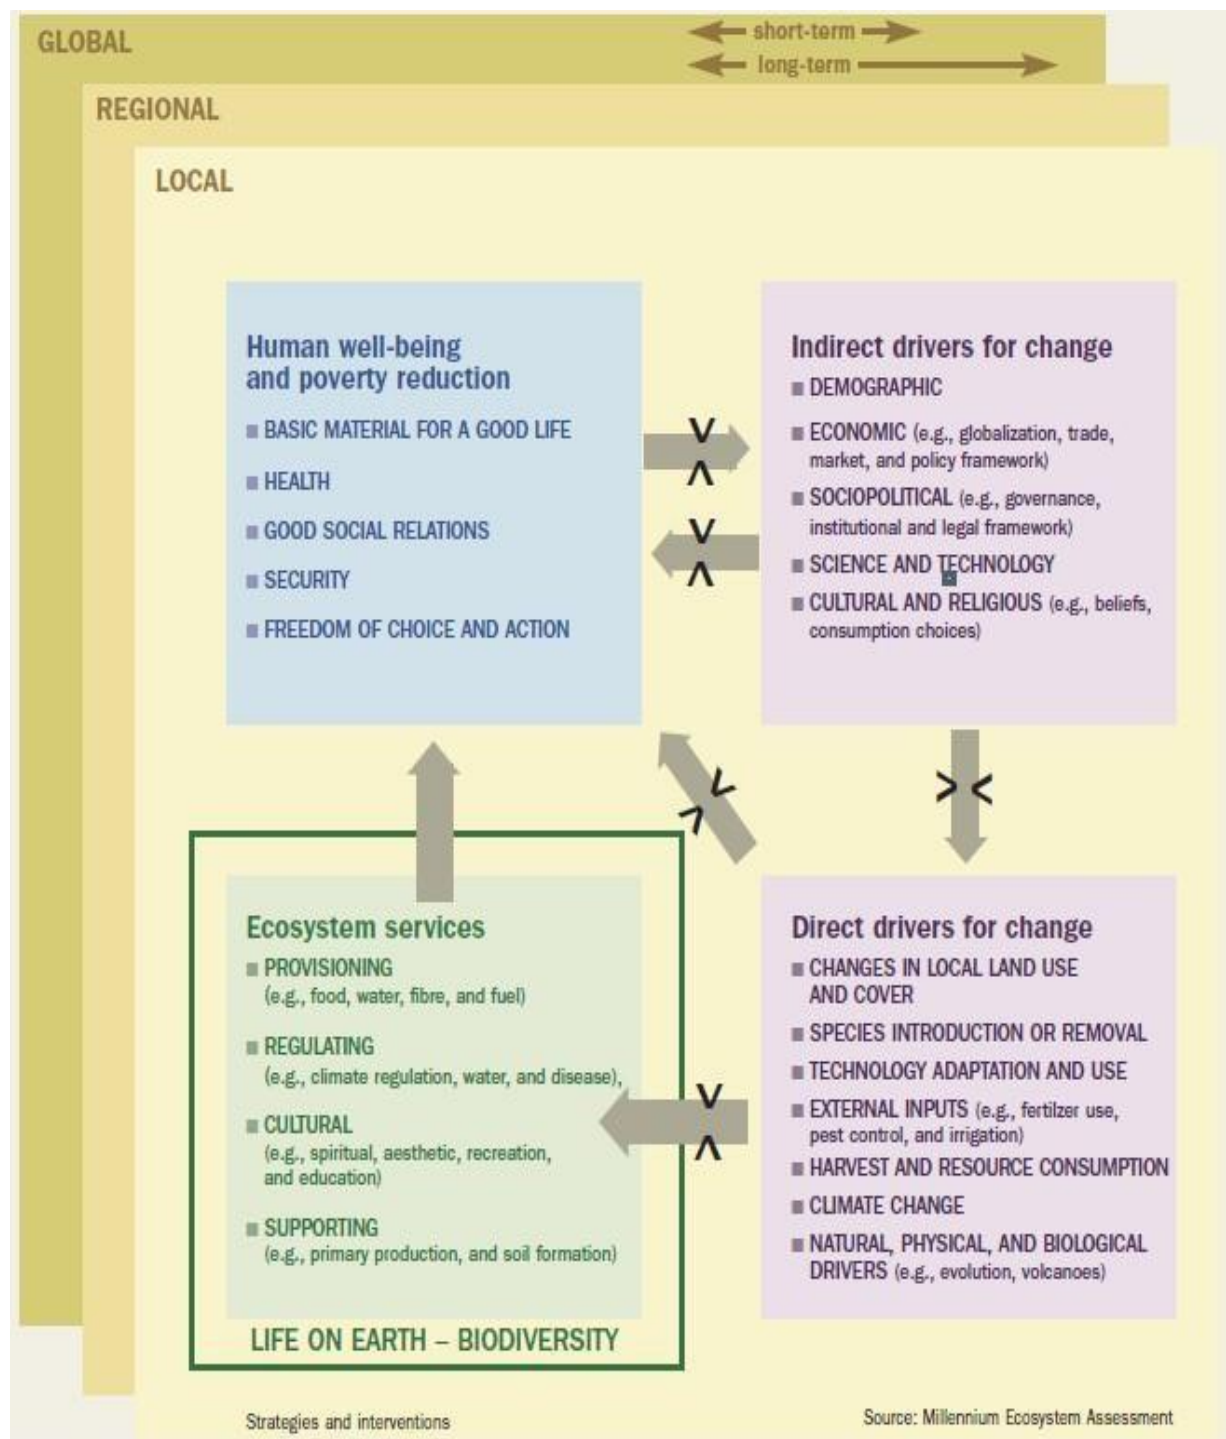 GLOBAL
short-term
long-term
REGIONAL
LOCAL
Human well-being
and poverty reduction
BASIC MATERIAL FOR A GOOD LIFE
HEALTH
GOOD SOCIAL RELATIONS
SECURITY
FREEDOM OF CHOICE AND ACTION
Indirect drivers for change
DEMOGRAPHIC
ECONOMIC (e.g., globalization, trade,
market, and policy framework)
SOCIOPOLITICAL (e.g., governance,
institutional and legal framework)
SCIENCE AND TECHNOLOGY
CULTURAL AND RELIGIOUS (e.g., beliefs,
consumption choices)
Ecosystem services
PROVISIONING
(e.g., food, water, fibre, and fuel)
REGULATING
(e.g., climate regulation, water, and disease),
CULTURAL
(e.g., spiritual, aesthetic, recreation,
and education)
SUPPORTING
(e.g., primary production, and soil formation)
LIFE ON EARTH – BIODIVERSITY
Direct drivers for change
CHANGES IN LOCAL LAND USE
AND COVER
SPECIES INTRODUCTION OR REMOVAL
TECHNOLOGY ADAPTATION AND USE
EXTERNAL INPUTS (e.g., fertilzer use,
pest control, and irrigation)
HARVEST AND RESOURCE CONSUMPTION
CLIMATE CHANGE
NATURAL, PHYSICAL, AND BIOLOGICAL
DRIVERS (e.g., evolution, volcanoes)
Strategies and interventions
Source: Millennium Ecosystem Assessment